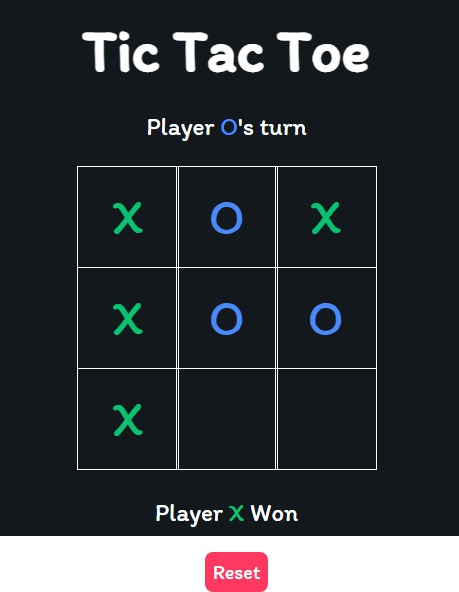 Tic Tac Toe
Player O's turn
X O X
X O O
X
Player X Won
Reset